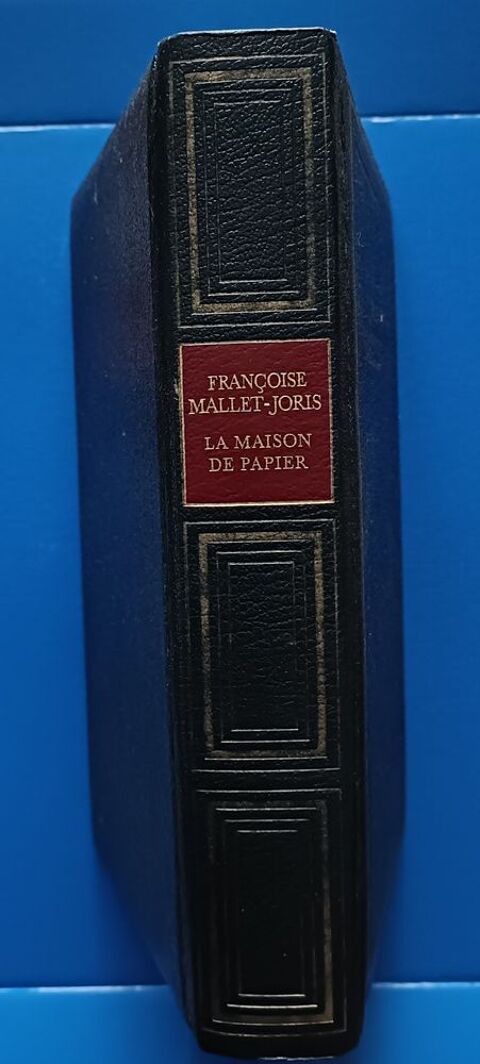 FRANÇOISE
MALLET-JORIS
LA MAISON
DE PAPIER